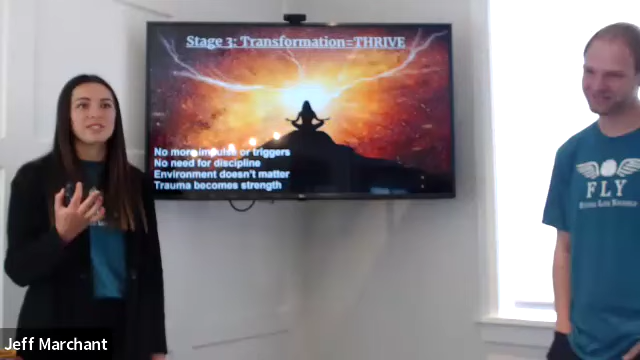 Stage 3: Transformation=THRIVE
No more impulse or triggers
No need for discipline
Environment doesn't matter
Trauma becomes strength
FLY
Jeff Marchant